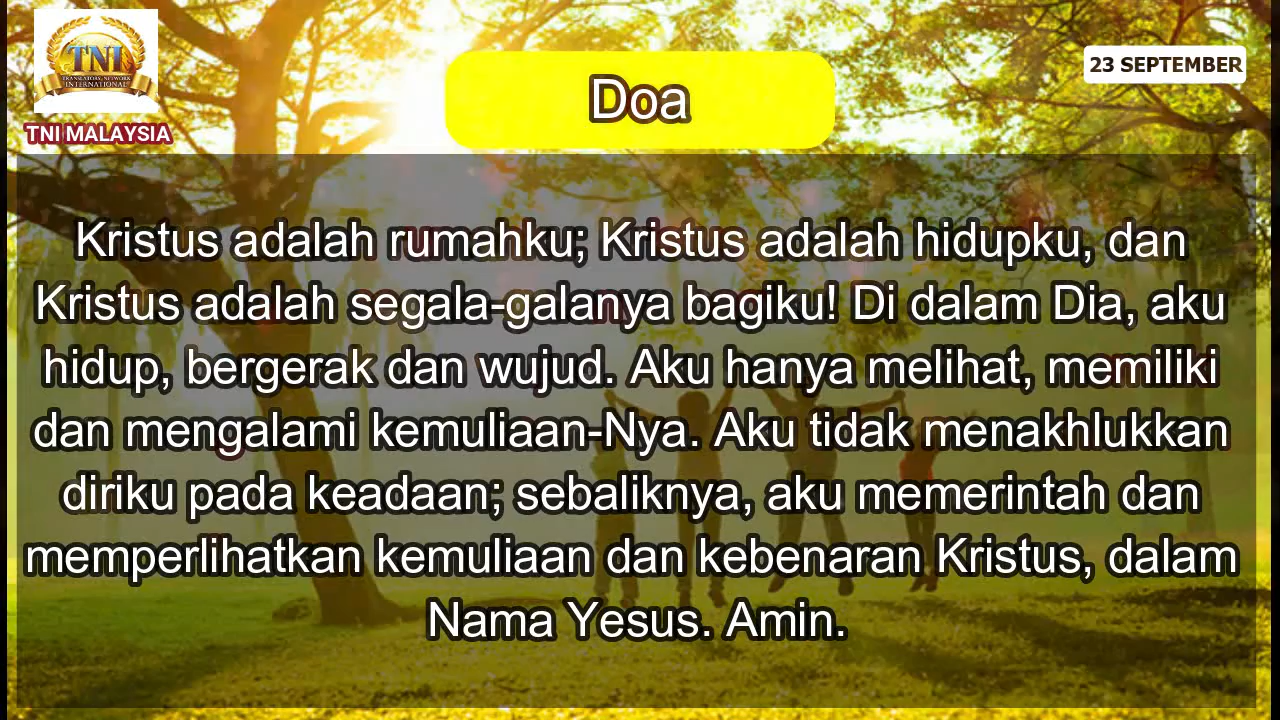 TNI
TRANSLATORS NETWORK
INTERNATIONAL
TNI MALAYSIA
Doa
23 SEPTEMBER
Kristus adalah rumahku; Kristus adalah hidupku, dan
Kristus adalah segala-galanya bagiku! Di dalam Dia, aku
hidup, bergerak dan wujud. Aku hanya melihat, memiliki
dan mengalami kemuliaan-Nya. Aku tidak menakhlukkan
diriku pada keadaan; sebaliknya, aku memerintah dan
memperlihatkan kemuliaan dan kebenaran Kristus, dalam
Nama Yesus. Amin.